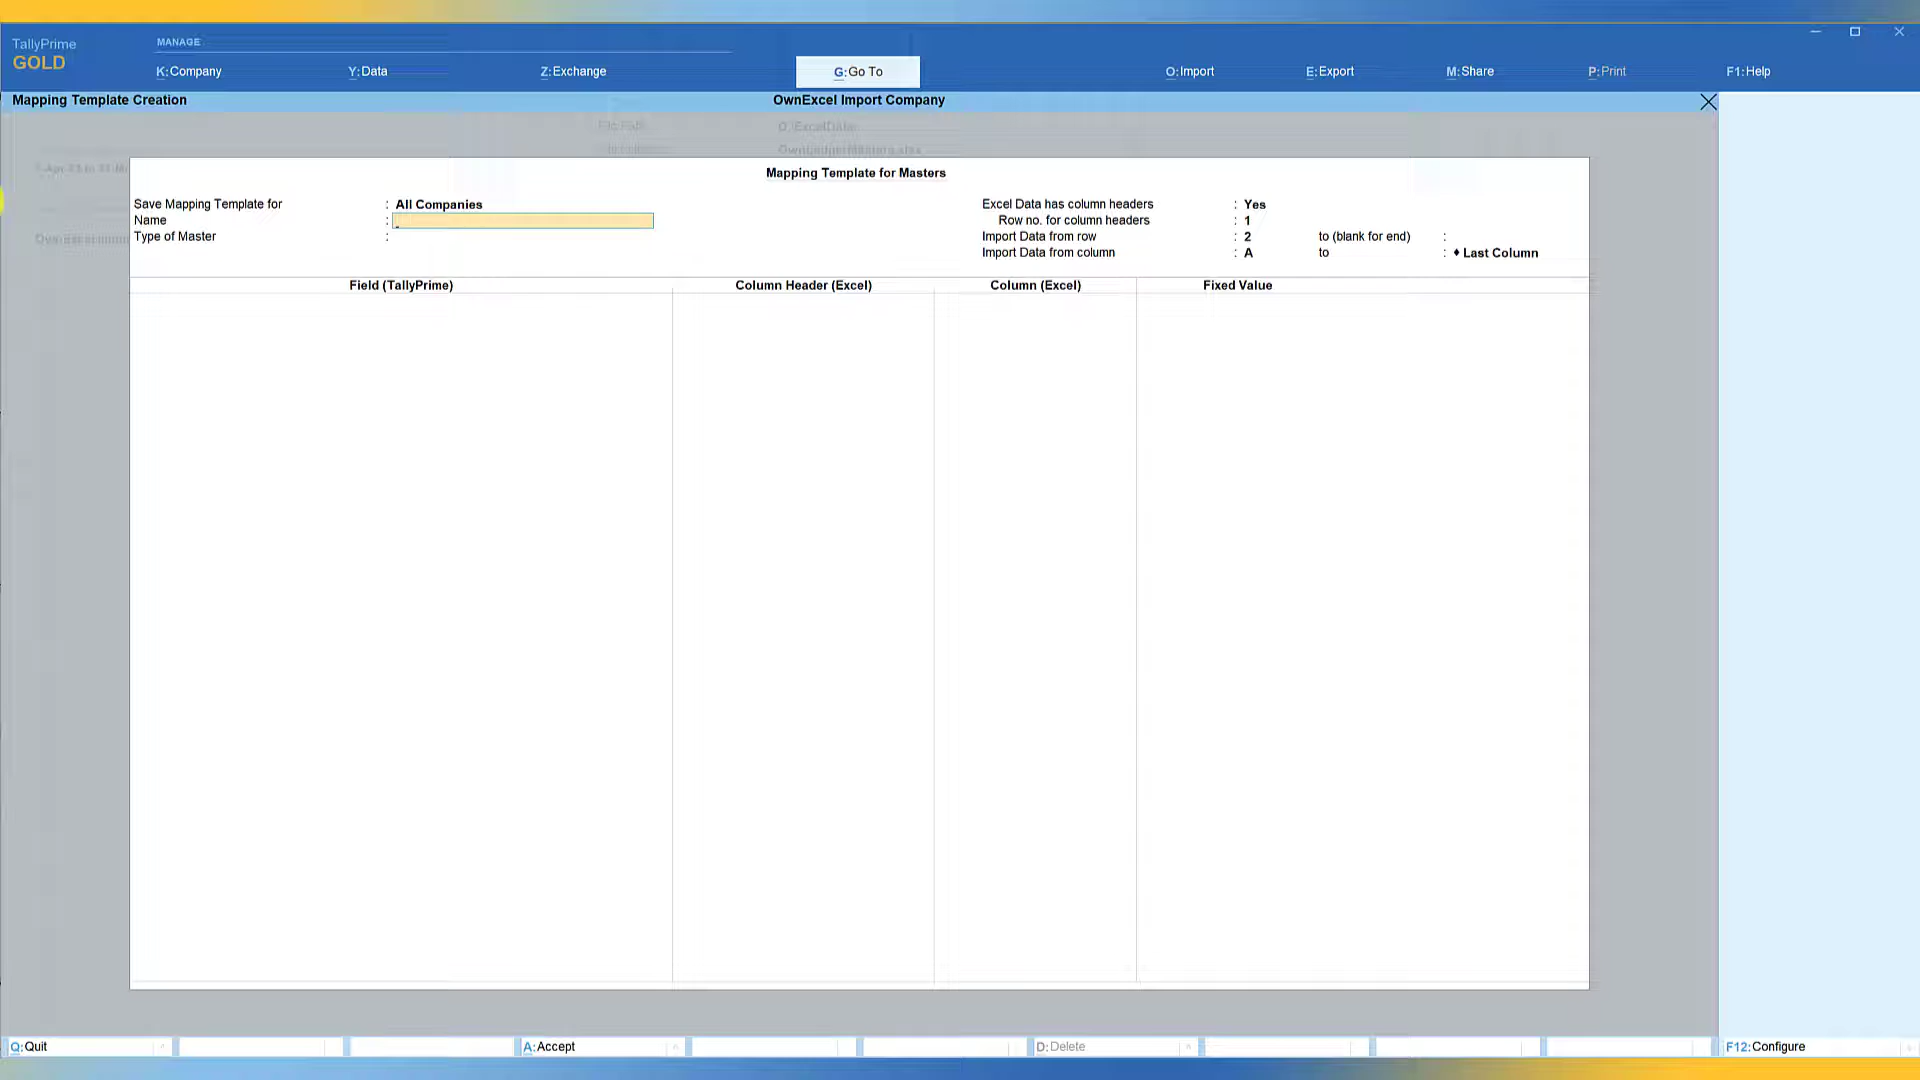 TallyPrime
GOLD
MANAGE
K:Company
Y:Data
Z:Exchange
G:Go To
O:Import
E:Export
M:Share
P:Print
F1:Help
Mapping Template Creation
OwnExcel Import Company
Mapping Template for Masters
Save Mapping Template for : All Companies
Name :
Type of Master :
Excel Data has column headers : Yes
Row no. for column headers : 1
Import Data from row : 2 to (blank for end) :
Import Data from column : A to : ♦ Last Column
Field (TallyPrime)
Column Header (Excel)
Column (Excel)
Fixed Value
Q:Quit
A:Accept
D:Delete
F12:Configure